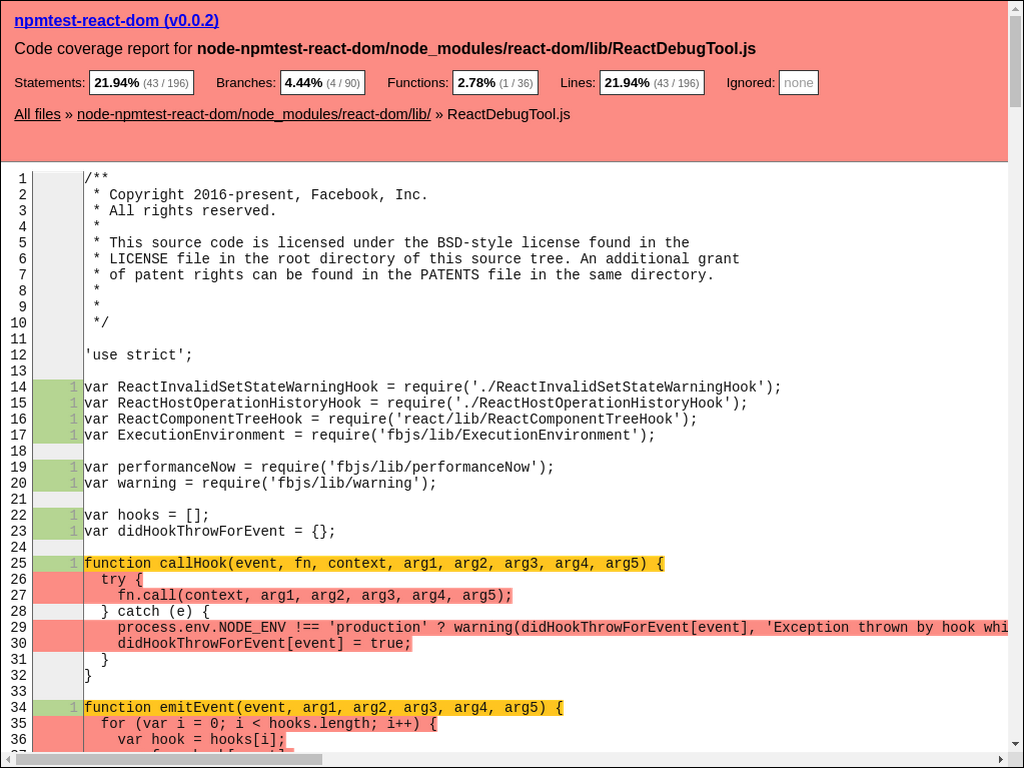 npmtest-react-dom (v0.0.2)
Code coverage report for node-npmtest-react-dom/node_modules/react-dom/lib/ReactDebugTool.js
Statements: 21.94% (43 / 196) Branches: 4.44% (4 / 90) Functions: 2.78% (1 / 36) Lines: 21.94% (43 / 196) Ignored: none
All files » node-npmtest-react-dom/node_modules/react-dom/lib/ » ReactDebugTool.js
1 /**
2  * Copyright 2016-present, Facebook, Inc.
3  * All rights reserved.
4  *
5  * This source code is licensed under the BSD-style license found in the
6  * LICENSE file in the root directory of this source tree. An additional grant
7  * of patent rights can be found in the PATENTS file in the same directory.
8  *
9  *
10  */
11
12 'use strict';
13
14 1 var ReactInvalidSetStateWarningHook = require('./ReactInvalidSetStateWarningHook');
15 1 var ReactHostOperationHistoryHook = require('./ReactHostOperationHistoryHook');
16 1 var ReactComponentTreeHook = require('react/lib/ReactComponentTreeHook');
17 1 var ExecutionEnvironment = require('fbjs/lib/ExecutionEnvironment');
18
19 1 var performanceNow = require('fbjs/lib/performanceNow');
20 1 var warning = require('fbjs/lib/warning');
21
22 1 var hooks = [];
23 1 var didHookThrowForEvent = {};
24
25 1 function callHook(event, fn, context, arg1, arg2, arg3, arg4, arg5) {
26   try {
27     fn.call(context, arg1, arg2, arg3, arg4, arg5);
28   } catch (e) {
29     process.env.NODE_ENV !== 'production' ? warning(didHookThrowForEvent[event], 'Exception thrown by hook whi
30     didHookThrowForEvent[event] = true;
31   }
32 }
33
34 1 function emitEvent(event, arg1, arg2, arg3, arg4, arg5) {
35   for (var i = 0; i < hooks.length; i++) {
36     var hook = hooks[i];